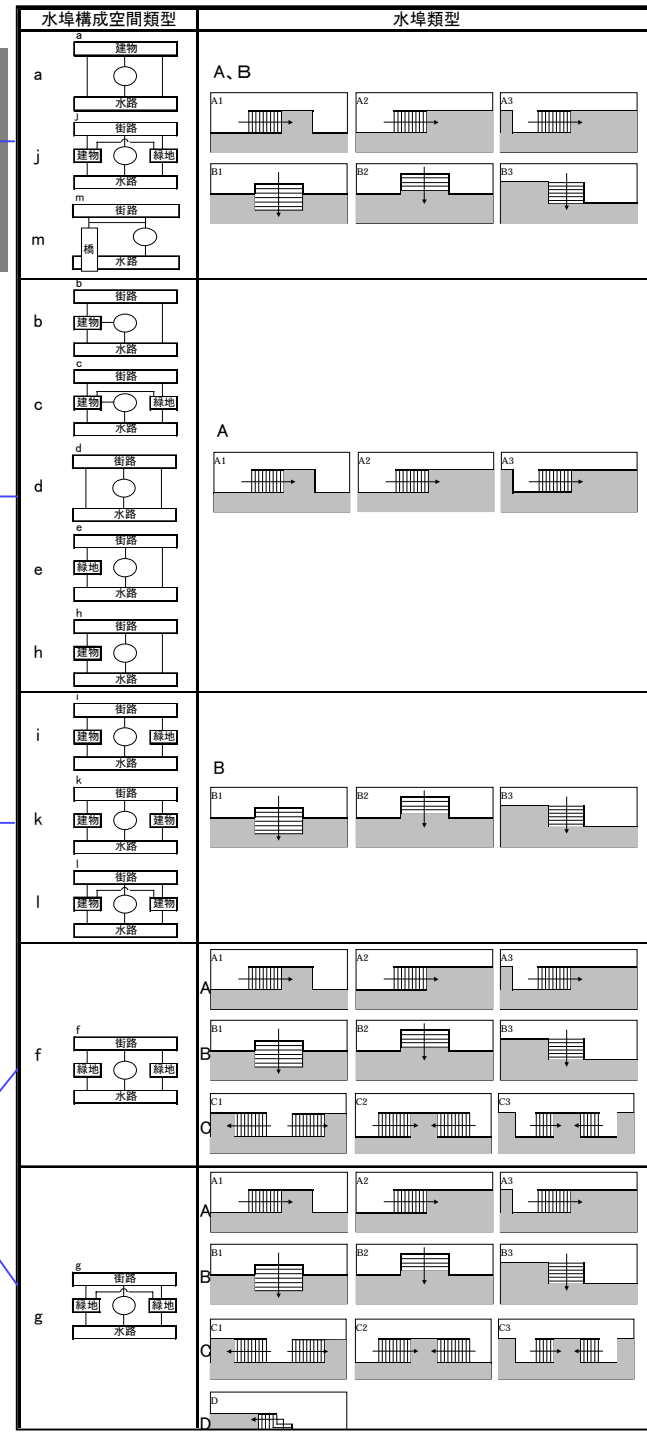 水埠構成空間類型 水埠類型
a
a
建物
水路
j
J
街路
建物 緑地
水路
m
m
街路
橋
水路
A、B
A1 A2 A3
B1 B2 B3
b
b
街路
建物
水路
c
c
街路
建物 緑地
水路
d
d
街路
水路
e
e
街路
緑地
水路
h
h
街路
建物
水路
A
A1 A2 A3
i
街路
建物 緑地
水路
k
k
街路
建物 建物
水路
l
l
街路
建物 建物
水路
B
B1 B2 B3
f
f
街路
緑地 緑地
水路
A
A1 A2 A3
B
B1 B2 B3
C
C1 C2 C3
g
g
街路
緑地 緑地
水路
A
A1 A2 A3
B
B1 B2 B3
C
C1 C2 C3
D
D